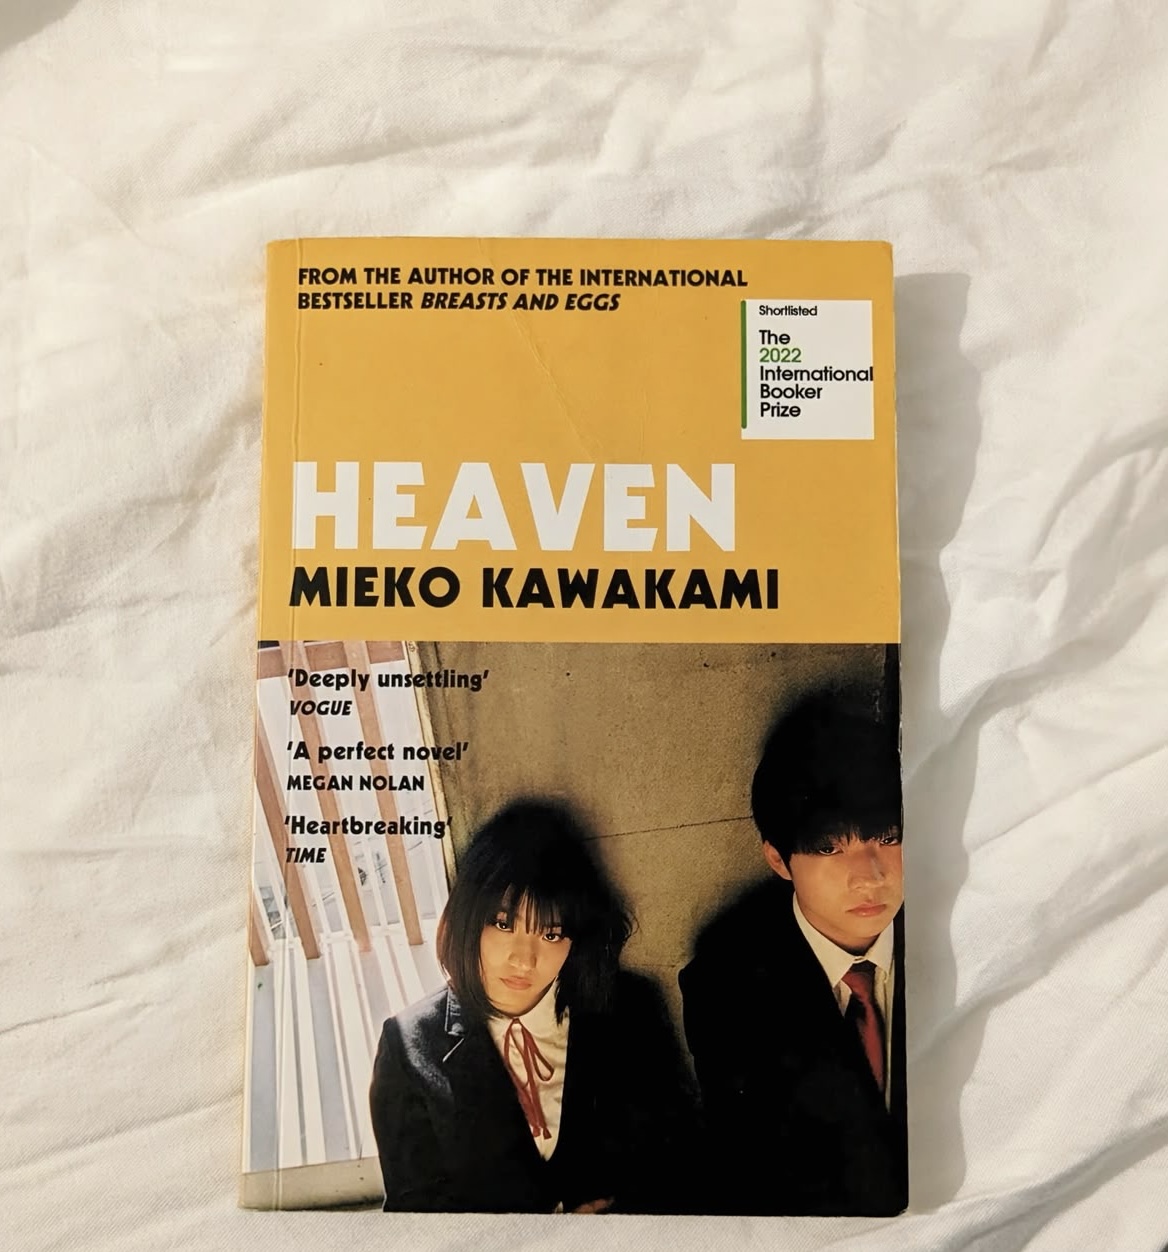 FROM THE AUTHOR OF THE INTERNATIONAL
BESTSELLER BREASTS AND EGGS
Shortlisted
The
2022
International
Booker
Prize
HEAVEN
MIEKO KAWAKAMI
‘Deeply unsettling’
VOGUE
‘A perfect novel’
MEGAN NOLAN
‘Heartbreaking’
TIME